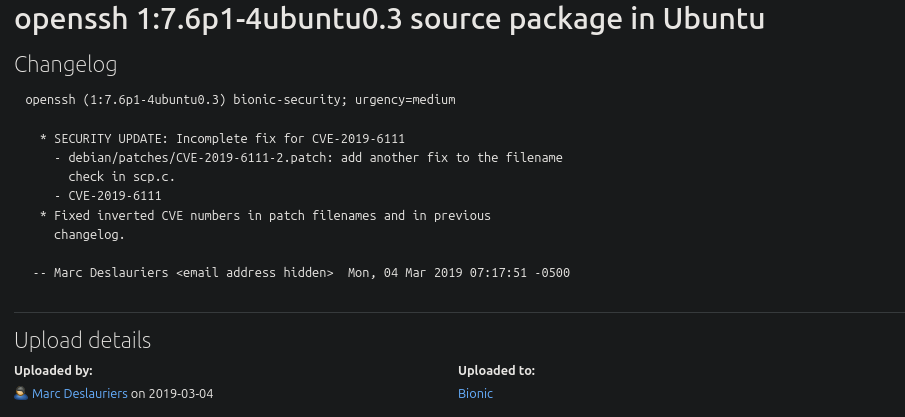 openssh 1:7.6p1-4ubuntu0.3 source package in Ubuntu
Changelog
openssh (1:7.6p1-4ubuntu0.3) bionic-security; urgency=medium
* SECURITY UPDATE: Incomplete fix for CVE-2019-6111
- debian/patches/CVE-2019-6111-2.patch: add another fix to the filename
check in scp.c.
- CVE-2019-6111
* Fixed inverted CVE numbers in patch filenames and in previous
changelog.
-- Marc Deslauriers <email address hidden>  Mon, 04 Mar 2019 07:17:51 -0500
Upload details
Uploaded by:
Marc Deslauriers on 2019-03-04
Uploaded to:
Bionic